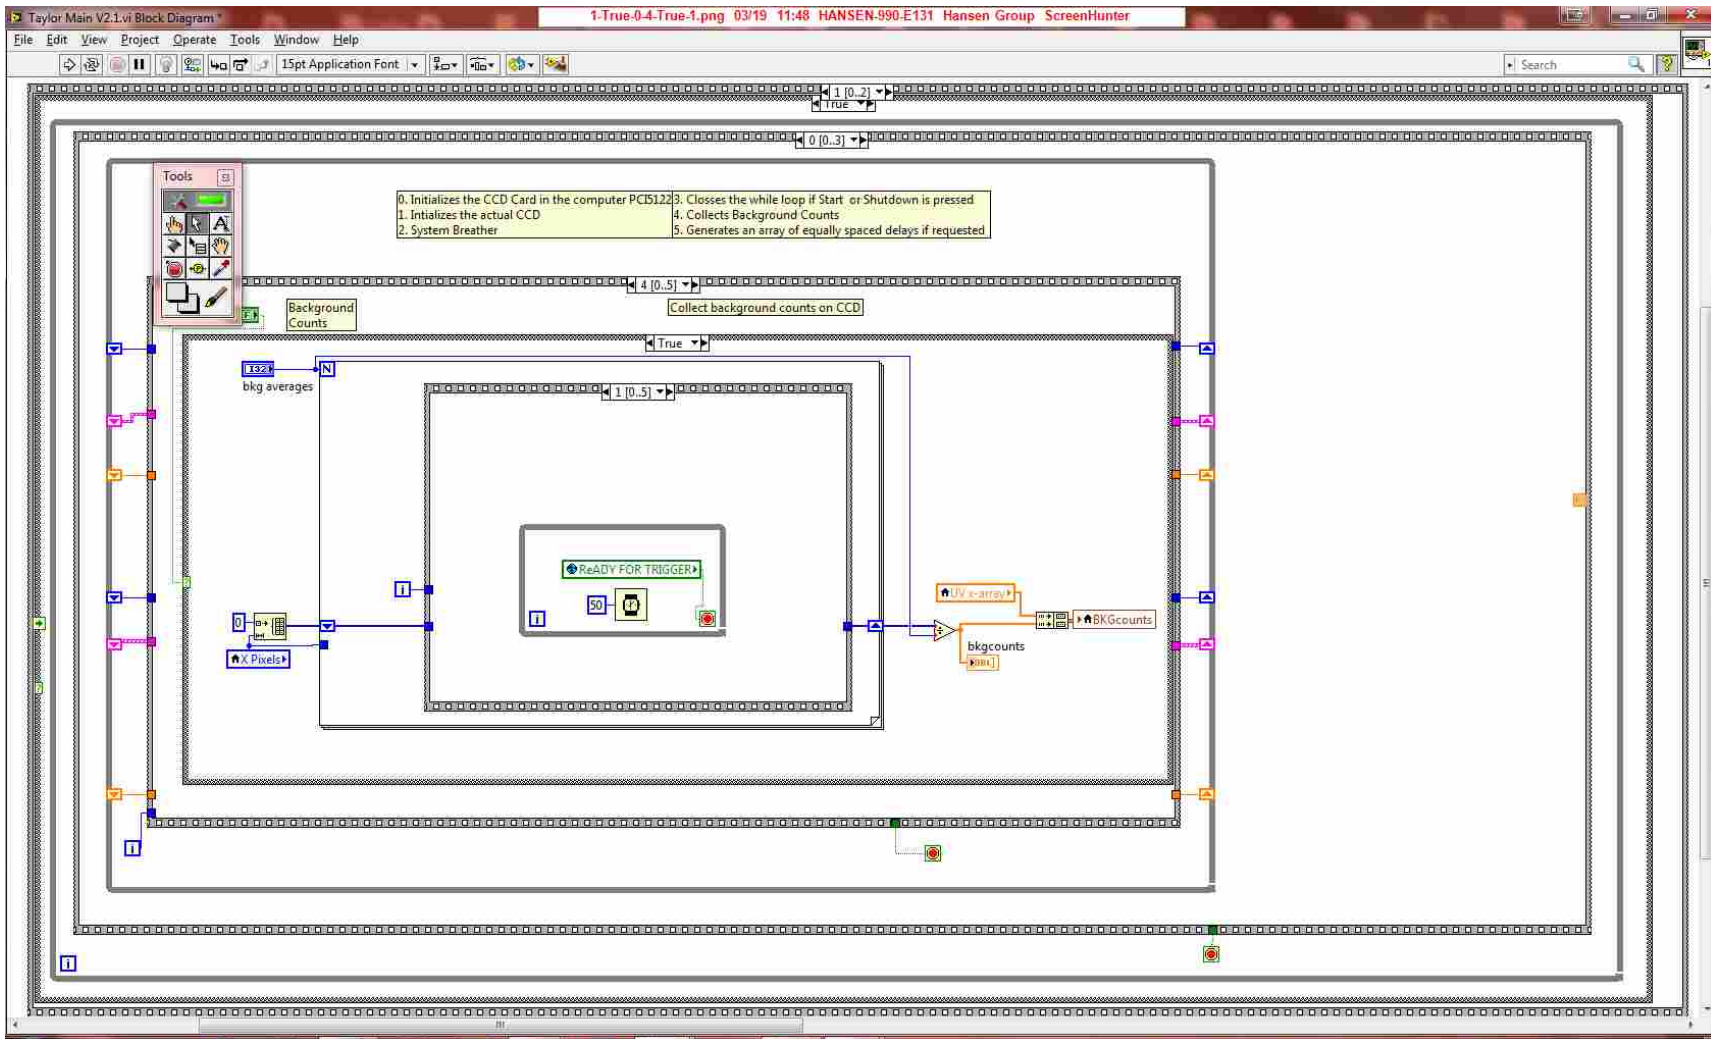 Taylor Main V2.1.vi Block Diagram *
1-True-0-4-True-1.png 03/19 11:48 HANSEN-990-E131 Hansen Group ScreenHunter
File Edit View Project Operate Tools Window Help
15pt Application Font
Search
1 [0..2]
True
0 [0..3]
Tools
0. Initializes the CCD Card in the computer PCI5122
1. Intializes the actual CCD
2. System Breather
3. Closses the while loop if Start or Shutdown is pressed
4. Collects Background Counts
5. Generates an array of equally spaced delays if requested
4 [0..5]
Background
Counts
Collect background counts on CCD
True
I32
N
bkg averages
1 [0..5]
ReADY FOR TRIGGER
i
50
i
0
X Pixels
UV x-array
BKGcounts
bkgcounts
DBL]
i
i